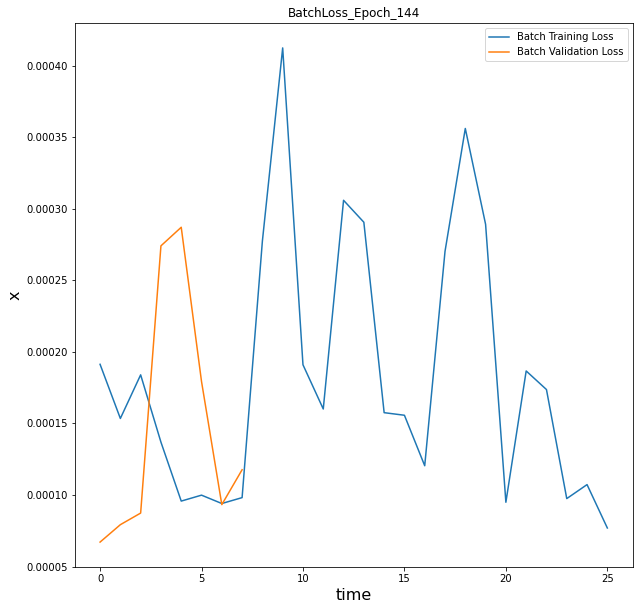 BatchLoss_Epoch_144
Batch Training Loss
Batch Validation Loss
0.00040
0.00035
0.00030
0.00025
0.00020
0.00015
0.00010
0.00005
x
0 5 10 15 20 25
time